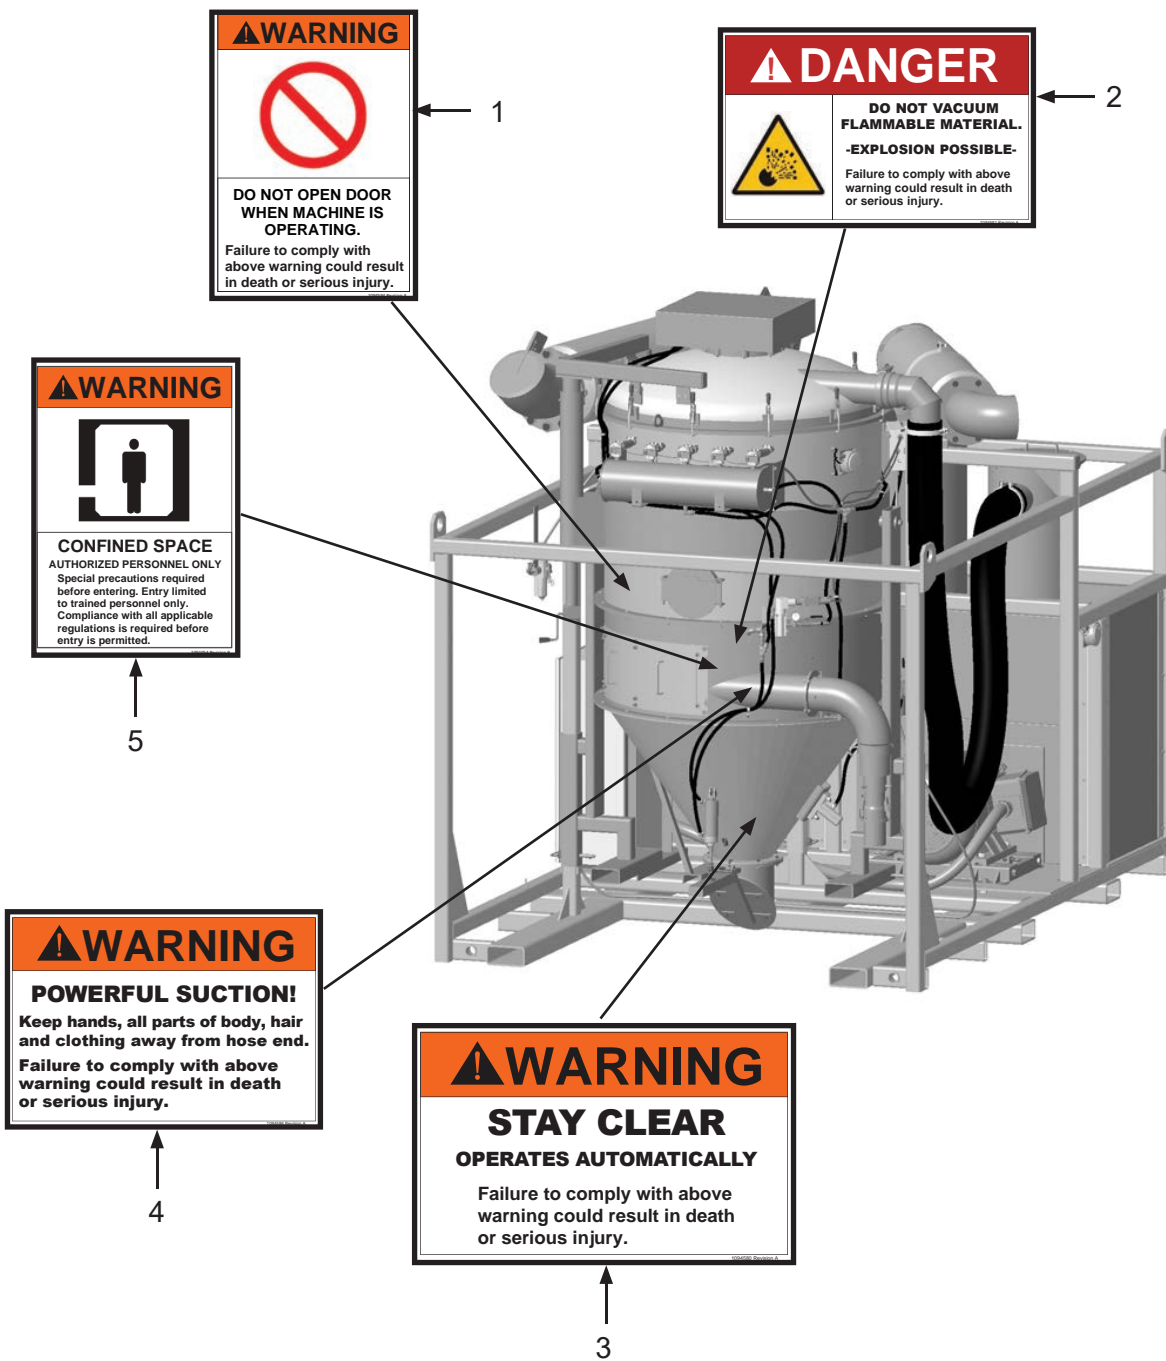 WARNING
DO NOT OPEN DOOR
WHEN MACHINE IS
OPERATING.
Failure to comply with
above warning could result
in death or serious injury.
1
DANGER
DO NOT VACUUM
FLAMMABLE MATERIAL.
-EXPLOSION POSSIBLE-
Failure to comply with above
warning could result in death
or serious injury.
2
WARNING
CONFINED SPACE
AUTHORIZED PERSONNEL ONLY
Special precautions required
before entering. Entry limited
to trained personnel only.
Compliance with all applicable
regulations is required before
entry is permitted.
5
WARNING
POWERFUL SUCTION!
Keep hands, all parts of body, hair
and clothing away from hose end.
Failure to comply with above
warning could result in death
or serious injury.
4
WARNING
STAY CLEAR
OPERATES AUTOMATICALLY
Failure to comply with above
warning could result in death
or serious injury.
1094580 Revision A
3